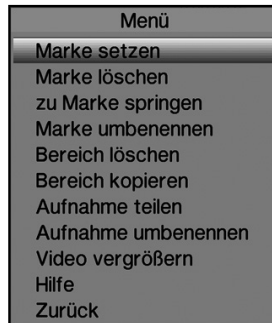 Menü
Marke setzen
Marke löschen
zu Marke springen
Marke umbenennen
Bereich löschen
Bereich kopieren
Aufnahme teilen
Aufnahme umbenennen
Video vergrößern
Hilfe
Zurück